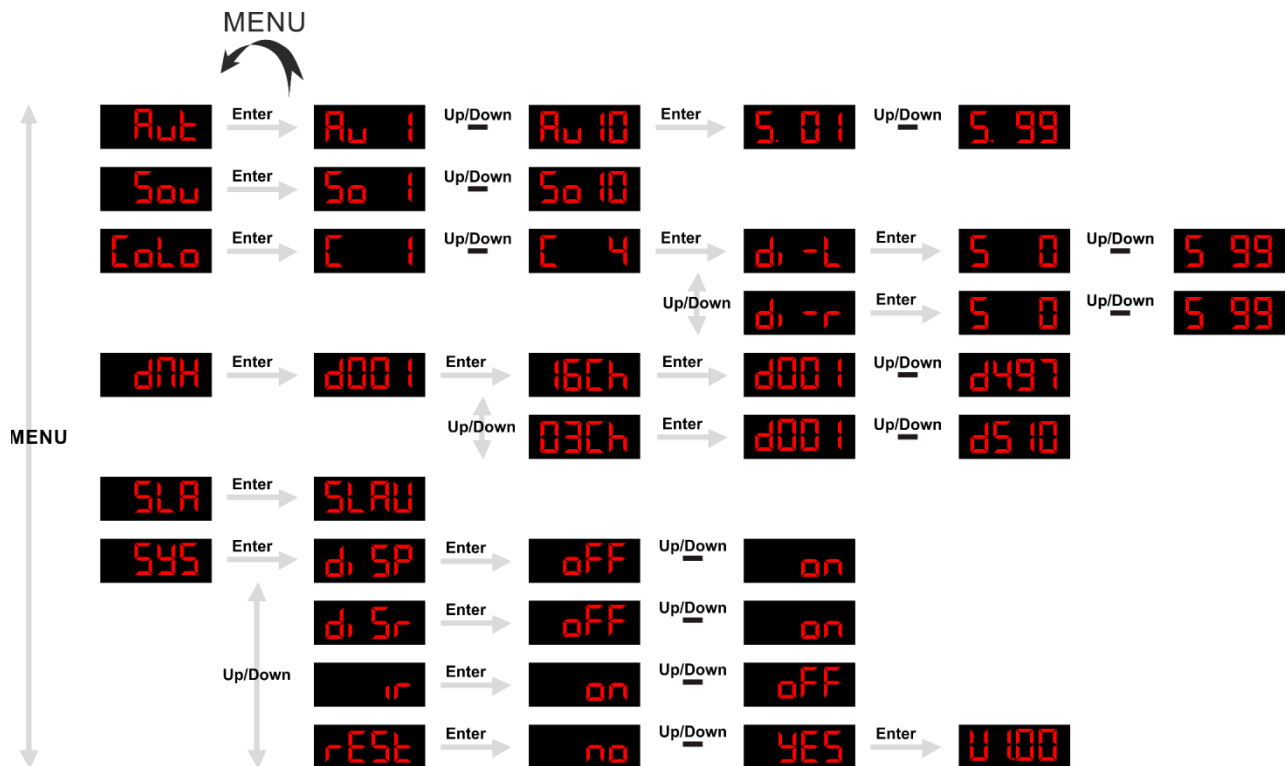 MENU
Aut Enter Au 1 Up/Down Au10 Enter S. 01 Up/Down S. 99
Sou Enter So 1 Up/Down So10
CoLo Enter C 1 Up/Down C 4 Enter di-L Enter S 0 Up/Down S 99
Up/Down di-r Enter S 0 Up/Down S 99
dMH Enter d001 Enter 16Ch Enter d001 Up/Down d497
Up/Down 03Ch Enter d001 Up/Down d510
MENU
SLA Enter SLAU
SYS Enter diSP Enter oFF Up/Down on
diSr Enter oFF Up/Down on
Up/Down ir Enter on Up/Down oFF
rESt Enter no Up/Down YES Enter U1.00